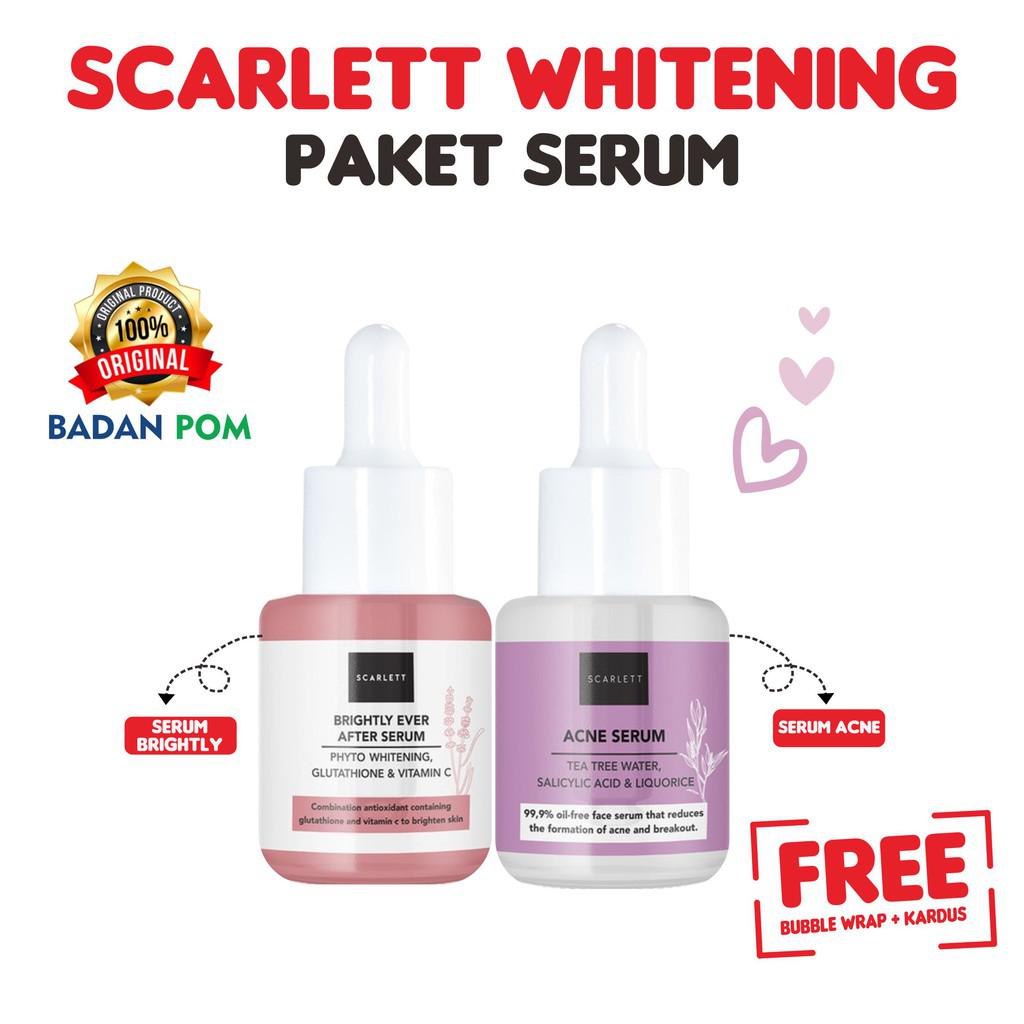 SCARLETT WHITENING
PAKET SERUM
ORIGINAL PRODUCT
100%
ORIGINAL
BADAN POM
SERUM
BRIGHTLY
SCARLETT
BRIGHTLY EVER
AFTER SERUM
PHYTO WHITENING,
GLUTATHIONE & VITAMIN C
Combination antioxidant containing
glutathione and vitamin c to brighten skin
SCARLETT
ACNE SERUM
TEA TREE WATER,
SALICYLIC ACID & LIQUORICE
99,9% oil-free face serum that reduces
the formation of acne and breakout.
SERUM ACNE
FREE
BUBBLE WRAP + KARDUS